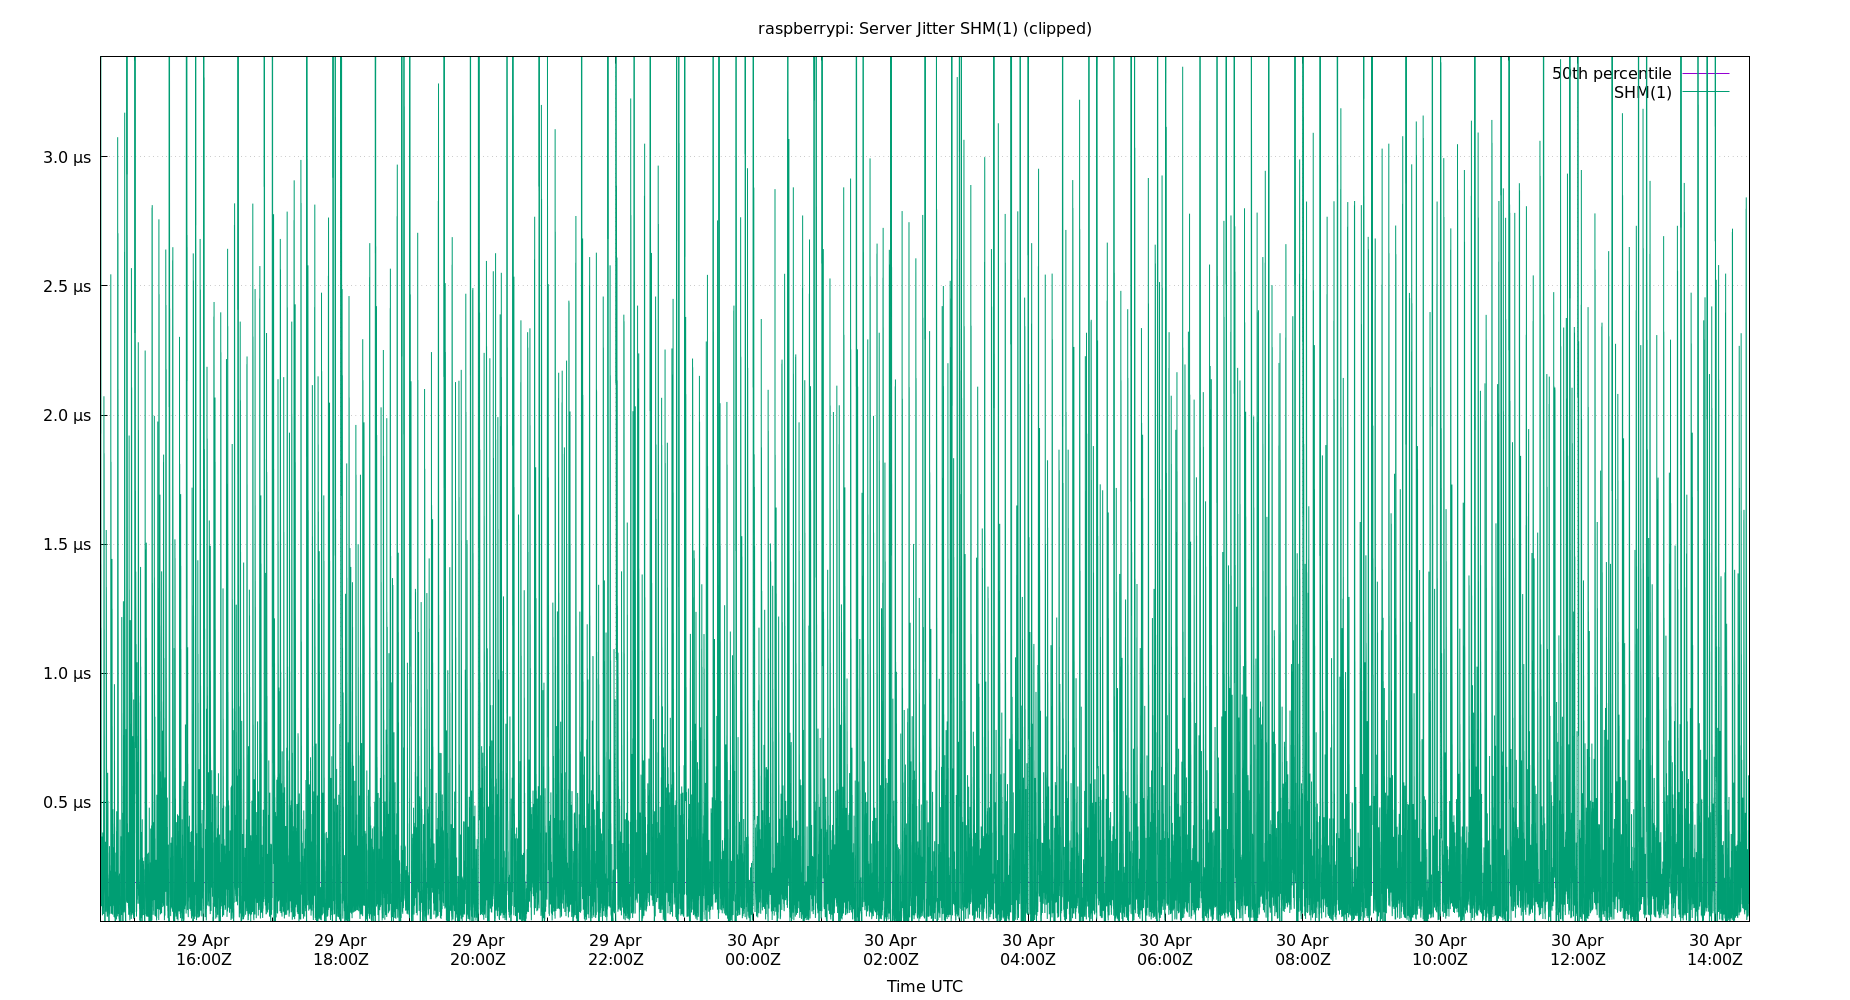 raspberrypi: Server Jitter SHM(1) (clipped)
50th percentile
SHM(1)
3.0 µs
2.5 µs
2.0 µs
1.5 µs
1.0 µs
0.5 µs
29 Apr 29 Apr 29 Apr 29 Apr 30 Apr 30 Apr 30 Apr 30 Apr 30 Apr 30 Apr 30 Apr 30 Apr
16:00Z 18:00Z 20:00Z 22:00Z 00:00Z 02:00Z 04:00Z 06:00Z 08:00Z 10:00Z 12:00Z 14:00Z
Time UTC